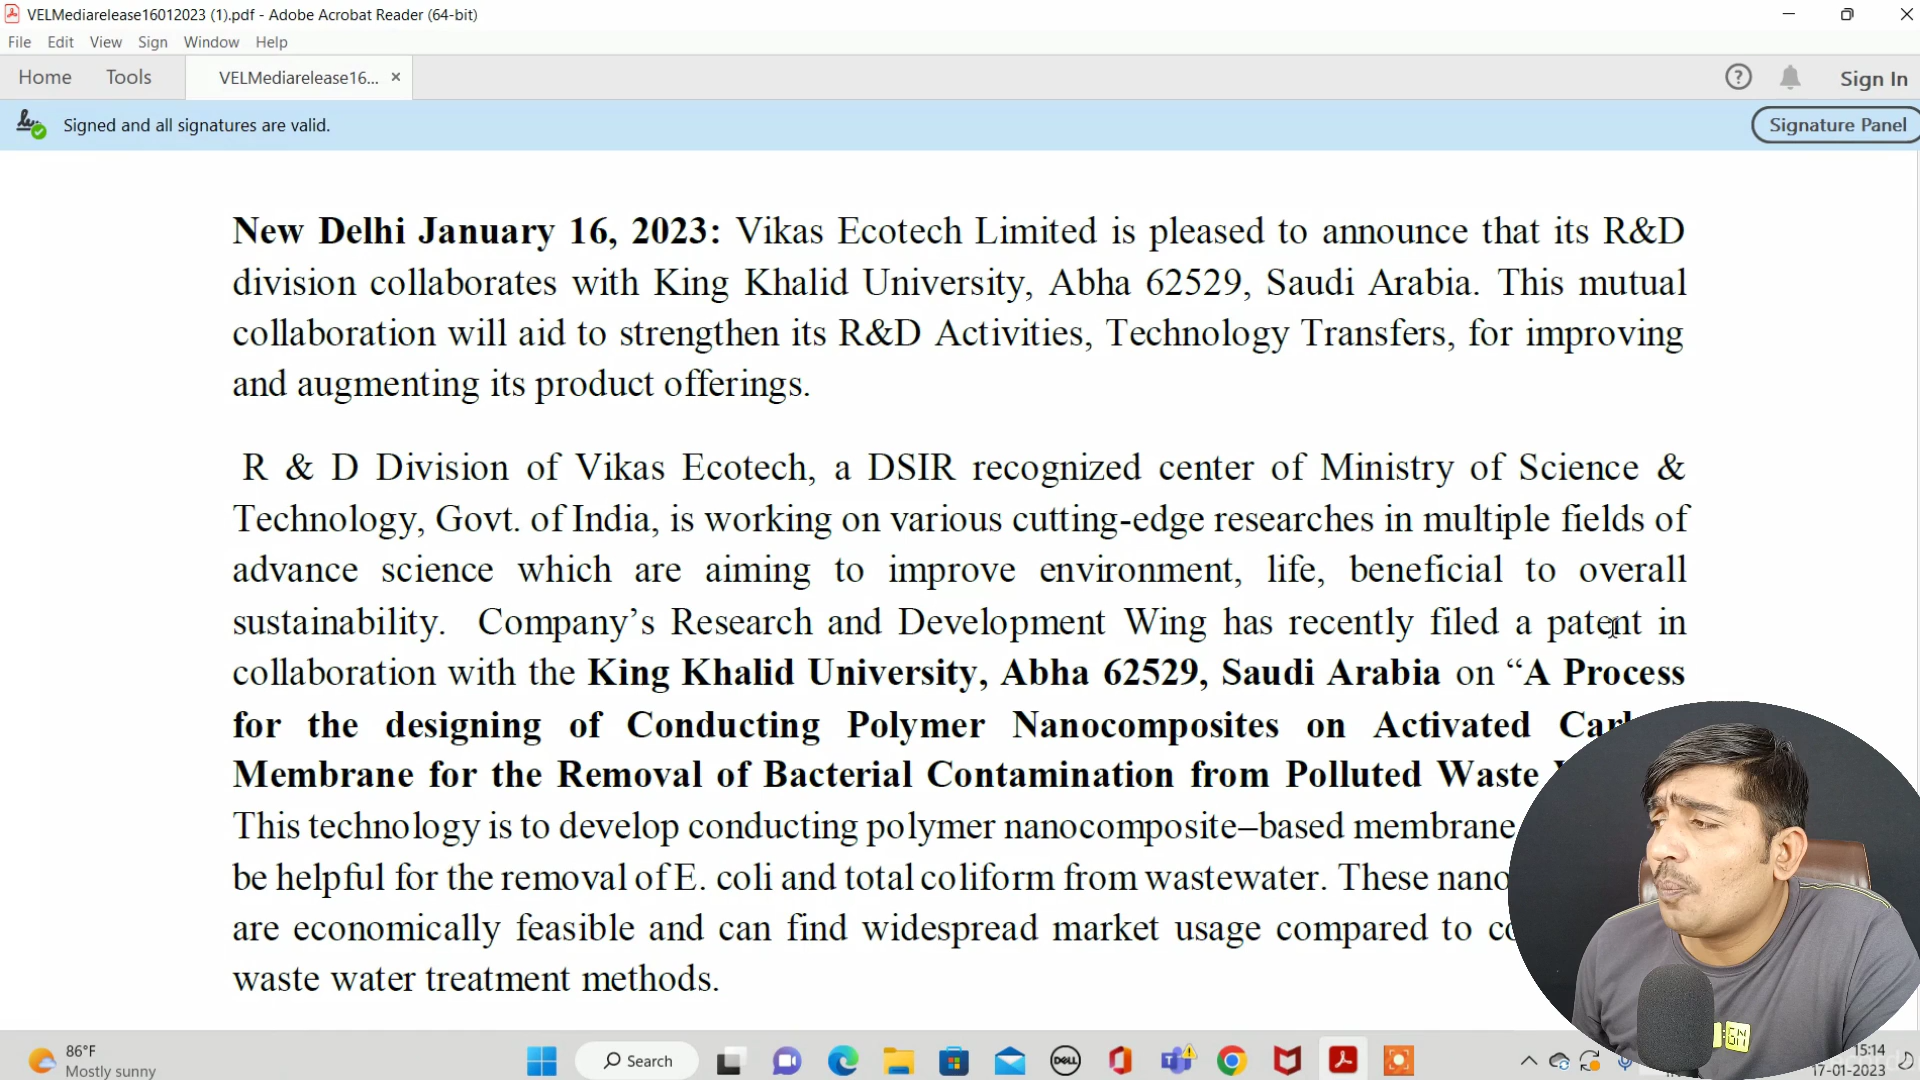 VELMediarelease16012023 (1).pdf - Adobe Acrobat Reader (64-bit)
File Edit View Sign Window Help
Home Tools VELMediarelease16... Sign In
Signed and all signatures are valid. Signature Panel
New Delhi January 16, 2023: Vikas Ecotech Limited is pleased to announce that its R&D
division collaborates with King Khalid University, Abha 62529, Saudi Arabia. This mutual
collaboration will aid to strengthen its R&D Activities, Technology Transfers, for improving
and augmenting its product offerings.
R & D Division of Vikas Ecotech, a DSIR recognized center of Ministry of Science &
Technology, Govt. of India, is working on various cutting-edge researches in multiple fields of
advance science which are aiming to improve environment, life, beneficial to overall
sustainability. Company’s Research and Development Wing has recently filed a patent in
collaboration with the King Khalid University, Abha 62529, Saudi Arabia on “A Process
for the designing of Conducting Polymer Nanocomposites on Activated
Membrane for the Removal of Bacterial Contamination from Polluted Waste
This technology is to develop conducting polymer nanocomposite–based membrane
be helpful for the removal of E. coli and total coliform from wastewater. These
are economically feasible and can find widespread market usage compared to
waste water treatment methods.
86°F
Mostly sunny
Search
DELL
15:14
17-01-2023